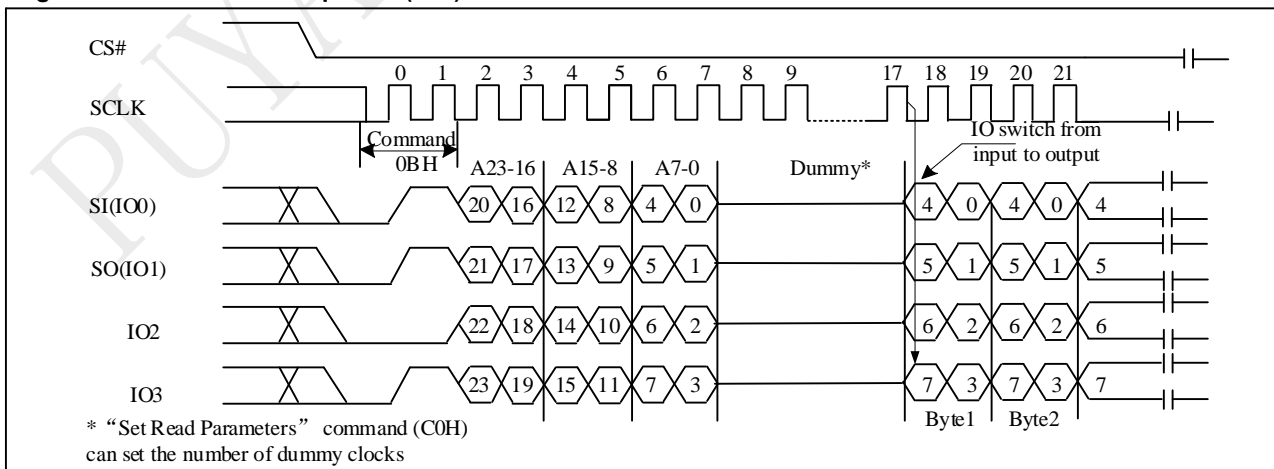 PUYA
CS#
0 1 2 3 4 5 6 7 8 9 17 18 19 20 21
SCLK
Command
0BH
IO switch from
input to output
A23-16 A15-8 A7-0 Dummy*
SI(IO0) 20 16 12 8 4 0 4 0 4 0 4
SO(IO1) 21 17 13 9 5 1 5 1 5 1 5
IO2 22 18 14 10 6 2 6 2 6 2 6
IO3 23 19 15 11 7 3 7 3 7 3 7
Byte1 Byte2
* “Set Read Parameters” command (C0H)
can set the number of dummy clocks